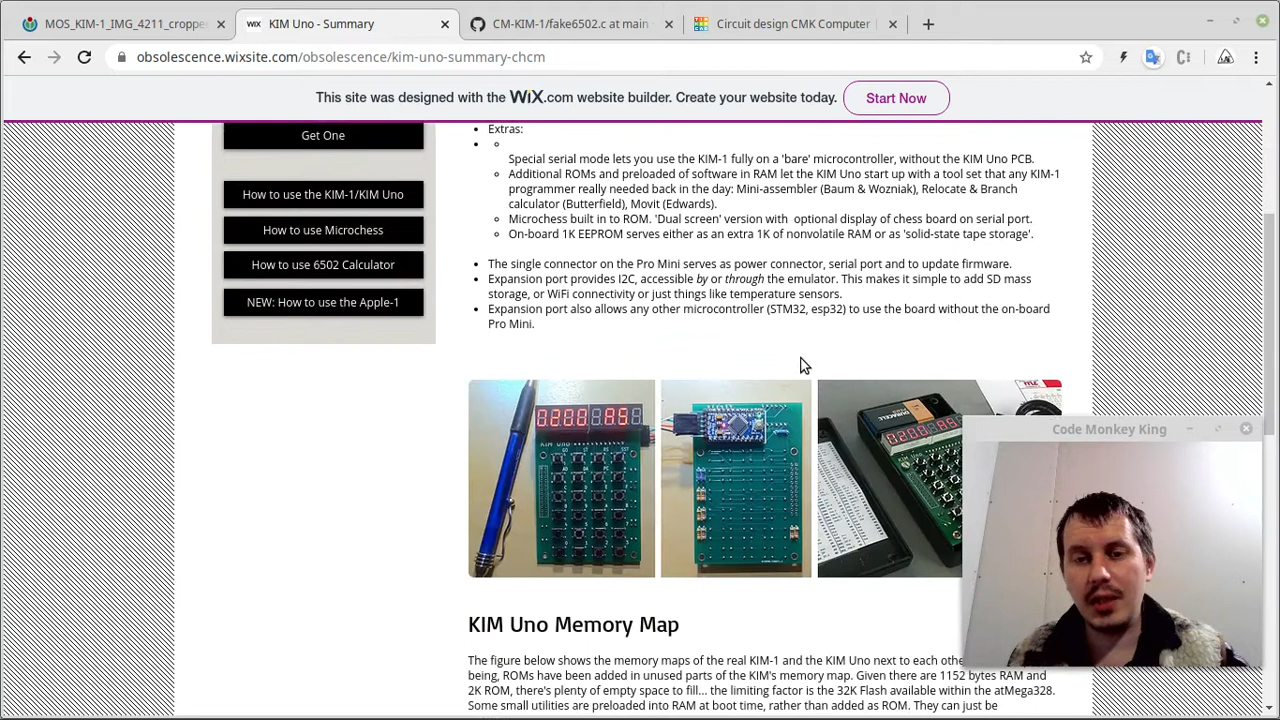 MOS_KIM-1_IMG_4211_croppe
KIM Uno - Summary
CM-KIM-1/fake6502.c at main
Circuit design CMK Computer
obsolescence.wixsite.com/obsolescence/kim-uno-summary-chcm
This site was designed with the WiX.com website builder. Create your website today.
Start Now
Get One
How to use the KIM-1/KIM Uno
How to use Microchess
How to use 6502 Calculator
NEW: How to use the Apple-1
Extras:
Special serial mode lets you use the KIM-1 fully on a 'bare' microcontroller, without the KIM Uno PCB.
Additional ROMs and preloaded of software in RAM let the KIM Uno start up with a tool set that any KIM-1
programmer really needed back in the day: Mini-assembler (Baum & Wozniak), Relocate & Branch
calculator (Butterfield), Movit (Edwards).
Microchess built in to ROM. 'Dual screen' version with optional display of chess board on serial port.
On-board 1K EEPROM serves either as an extra 1K of nonvolatile RAM or as 'solid-state tape storage'.
The single connector on the Pro Mini serves as power connector, serial port and to update firmware.
Expansion port provides I2C, accessible by or through the emulator. This makes it simple to add SD mass
storage, or WiFi connectivity or just things like temperature sensors.
Expansion port also allows any other microcontroller (STM32, esp32) to use the board without the on-board
Pro Mini.
KIM UNO
DURACELL
Code Monkey King
KIM Uno Memory Map
The figure below shows the memory maps of the real KIM-1 and the KIM Uno next to each othe
being, ROMs have been added in unused parts of the KIM's memory map. Given there are 1152 bytes RAM and
2K ROM, there's plenty of empty space to fill... the limiting factor is the 32K Flash available within the atMega328.
Some small utilities are preloaded into RAM at boot time, rather than added as ROM. They can just be